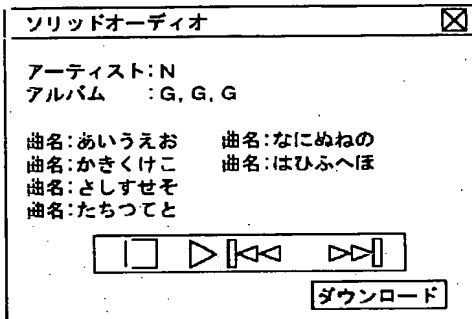 ソリッドオーディオ
アーティスト:N
アルバム :G, G, G
曲名:あいうえお 曲名:なにぬねの
曲名:かきくけこ 曲名:はひふへほ
曲名:さしすせそ
曲名:たちつてと
ダウンロード